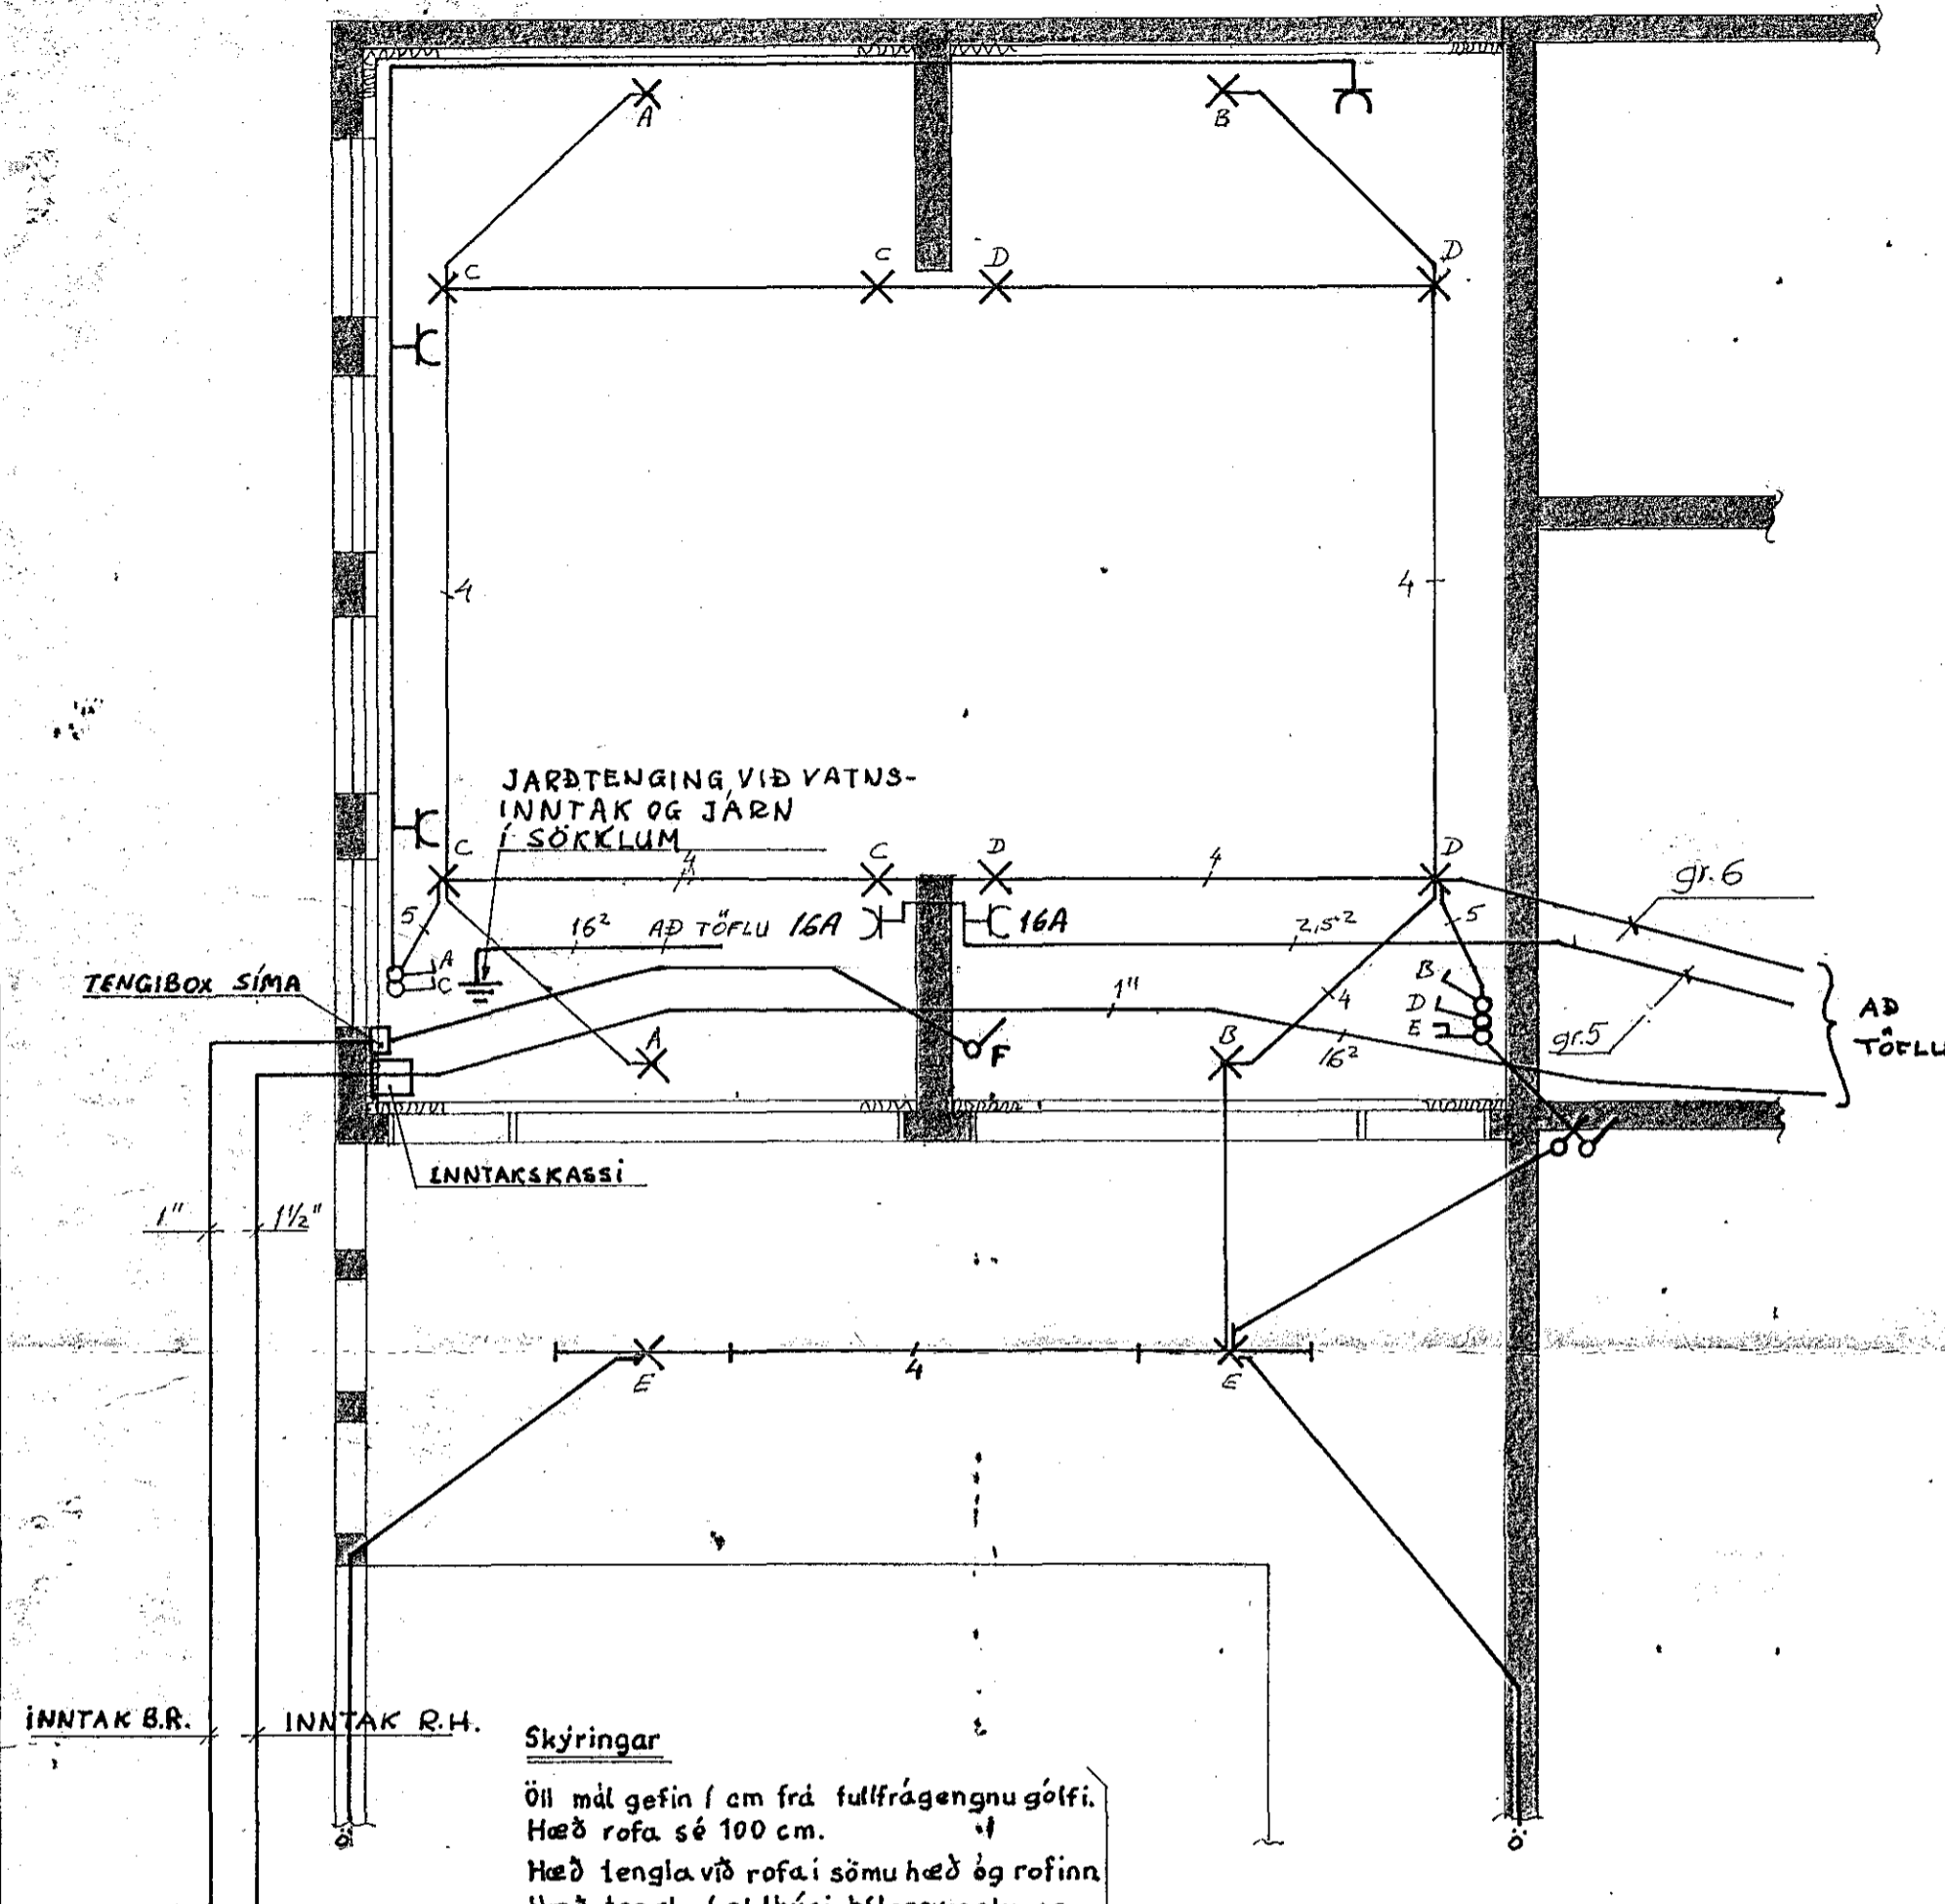 A
B
C
C
D
D
4
4
JARÐTENGING VIÐ VATNS-
INNTAK OG JÁRN
Í SÖKKLUM
C
4
C
D
4
D
gr. 6
5
16² AÐ TÖFLU 16A
16A
2,5²
5
A
C
TENGIBOX SÍMA
1"
4
B
D
E
gr.5
AÐ
TÖFLU
A
F
B
16²
INNTAKSKASSI
1"
1½"
E
4
E
INNTAK B.R.
INNTAK R.H.
Skýringar
Öll mál gefin í cm frá fullfrágengnu gólfi.
Hæð rofa sé 100 cm.
Hæð tengla við rofa í sömu hæð og rofinn
Ö
Ö